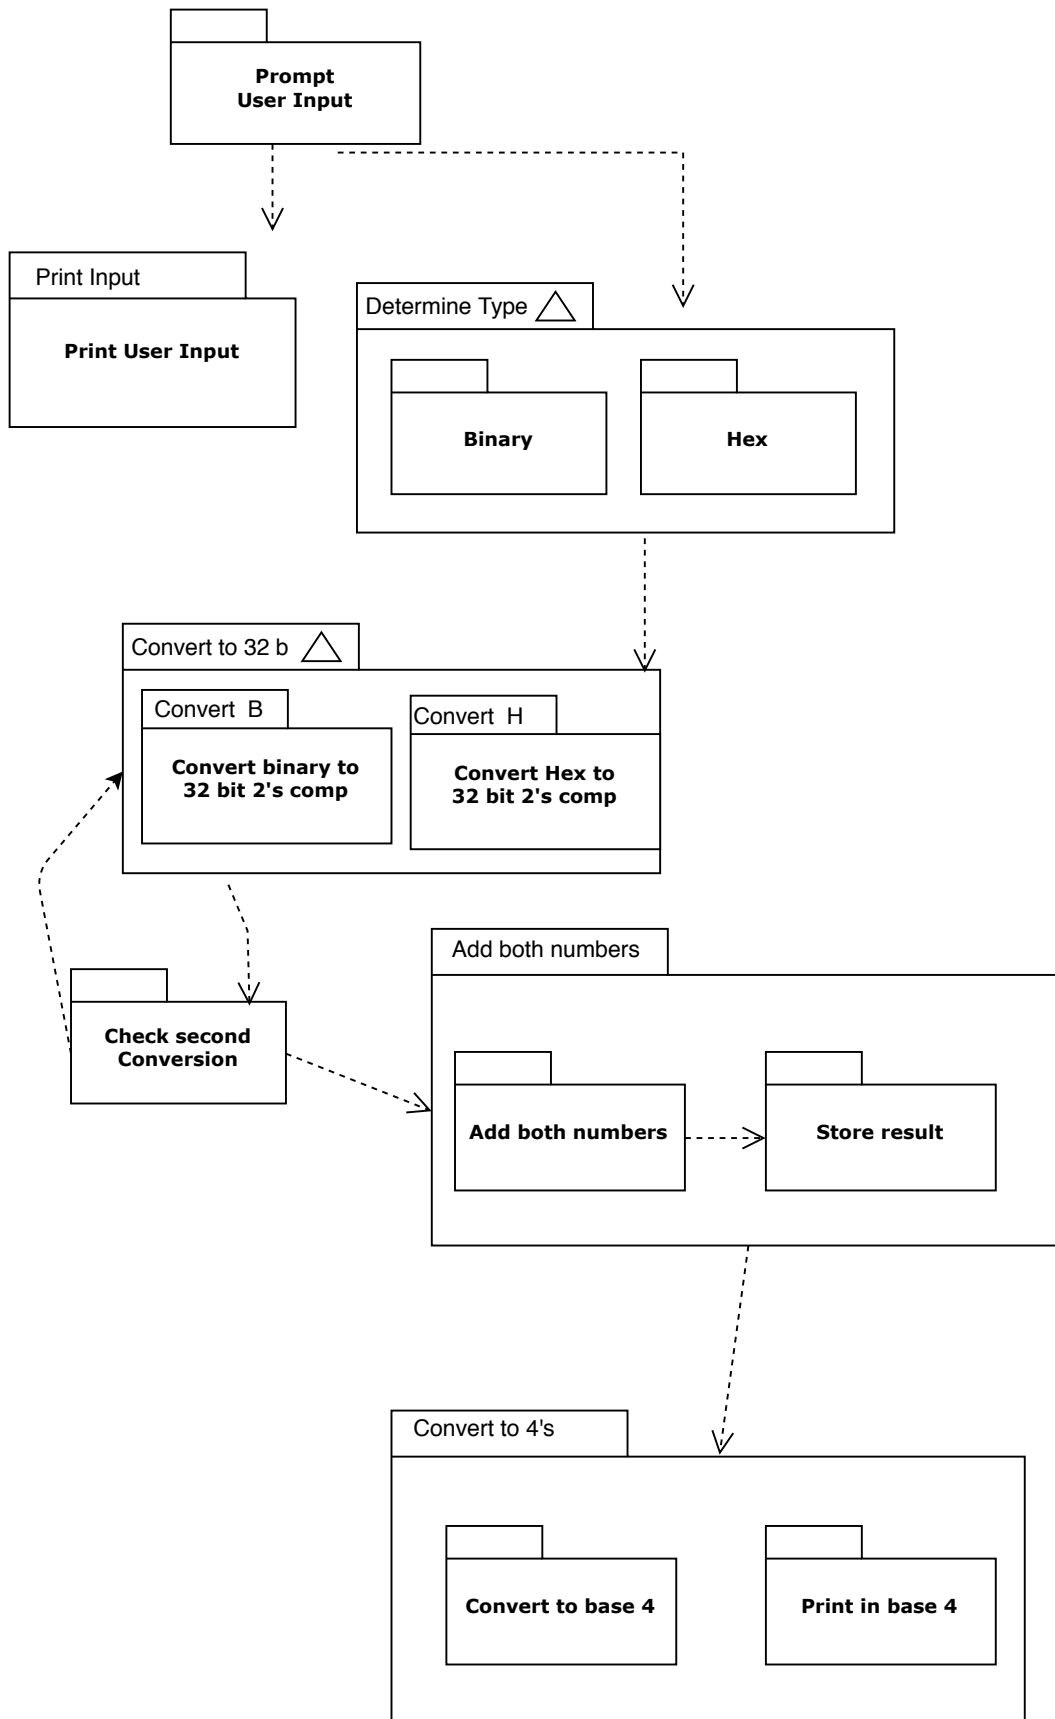 Prompt
User Input
Print Input
Print User Input
Determine Type
Binary
Hex
Convert to 32 b
Convert B
Convert binary to
32 bit 2's comp
Convert H
Convert Hex to
32 bit 2's comp
Check second
Conversion
Add both numbers
Add both numbers
Store result
Convert to 4's
Convert to base 4
Print in base 4